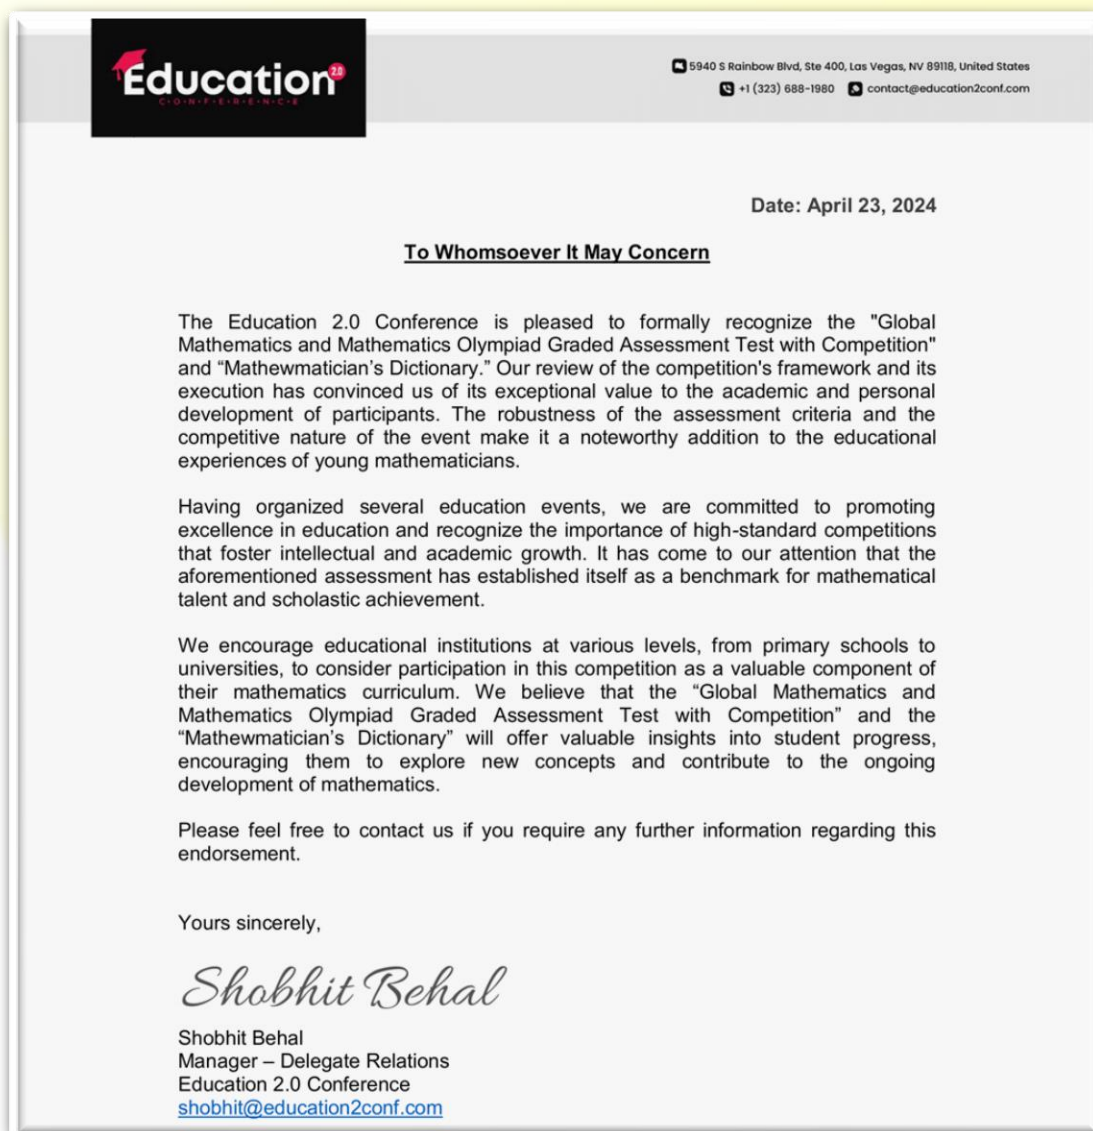 Education 2.0
C·O·N·F·E·R·E·N·C·E
5940 S Rainbow Blvd, Ste 400, Las Vegas, NV 89118, United States
+1 (323) 688-1980 contact@education2conf.com
Date: April 23, 2024
To Whomsoever It May Concern
The Education 2.0 Conference is pleased to formally recognize the "Global
Mathematics and Mathematics Olympiad Graded Assessment Test with Competition"
and “Mathewmatician’s Dictionary.” Our review of the competition's framework and its
execution has convinced us of its exceptional value to the academic and personal
development of participants. The robustness of the assessment criteria and the
competitive nature of the event make it a noteworthy addition to the educational
experiences of young mathematicians.
Having organized several education events, we are committed to promoting
excellence in education and recognize the importance of high-standard competitions
that foster intellectual and academic growth. It has come to our attention that the
aforementioned assessment has established itself as a benchmark for mathematical
talent and scholastic achievement.
We encourage educational institutions at various levels, from primary schools to
universities, to consider participation in this competition as a valuable component of
their mathematics curriculum. We believe that the “Global Mathematics and
Mathematics Olympiad Graded Assessment Test with Competition” and the
“Mathewmatician’s Dictionary” will offer valuable insights into student progress,
encouraging them to explore new concepts and contribute to the ongoing
development of mathematics.
Please feel free to contact us if you require any further information regarding this
endorsement.
Yours sincerely,
Shobhit Behal
Shobhit Behal
Manager – Delegate Relations
Education 2.0 Conference
shobhit@education2conf.com